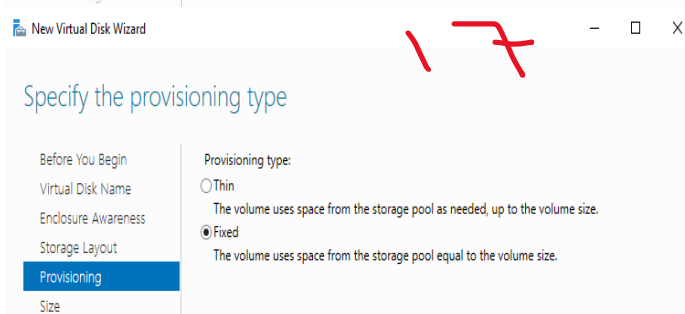 New Virtual Disk Wizard
17
Specify the provisioning type
Before You Begin
Virtual Disk Name
Enclosure Awareness
Storage Layout
Provisioning
Size
Provisioning type:
Thin
The volume uses space from the storage pool as needed, up to the volume size.
Fixed
The volume uses space from the storage pool equal to the volume size.